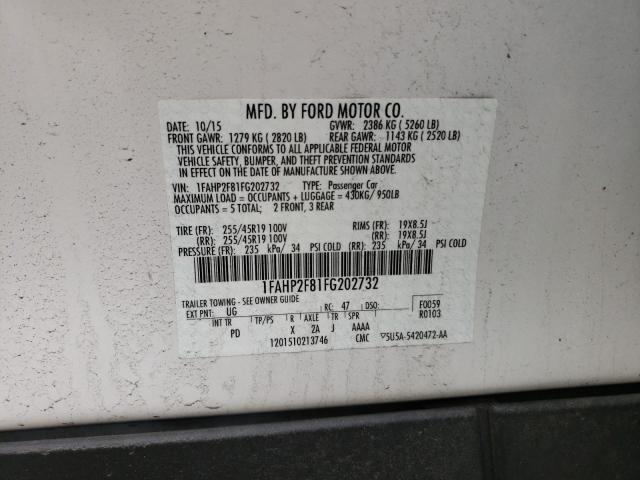 MFD. BY FORD MOTOR CO.
DATE: 10/15 GVWR: 2386 KG ( 5260 LB)
FRONT GAWR: 1279 KG ( 2820 LB) REAR GAWR: 1143 KG ( 2520 LB)
THIS VEHICLE CONFORMS TO ALL APPLICABLE FEDERAL MOTOR
VEHICLE SAFETY, BUMPER, AND THEFT PREVENTION STANDARDS
IN EFFECT ON THE DATE OF MANUFACTURE SHOWN ABOVE.
VIN: 1FAHP2F81FG202732 TYPE: Passenger Car
MAXIMUM LOAD = OCCUPANTS + LUGGAGE = 430KG/ 950LB
OCCUPANTS = 5 TOTAL; 2 FRONT, 3 REAR
TIRE (FR): 255/45R19 100V RIMS (FR): 19X8.5J
(RR): 255/45R19 100V (RR): 19X8.5J
PRESSURE (FR): 235 kPa/ 34 PSI COLD (RR): 235 kPa/ 34 PSI COLD
1FAHP2F81FG202732
TRAILER TOWING - SEE OWNER GUIDE
EXT PNT: UG RC: 47 DSO: F0059
INT TR TP/PS R AXLE TR SPR R0103
PD X 2A J AAAA
1201510213746 CMC 5U5A-5420472-AA